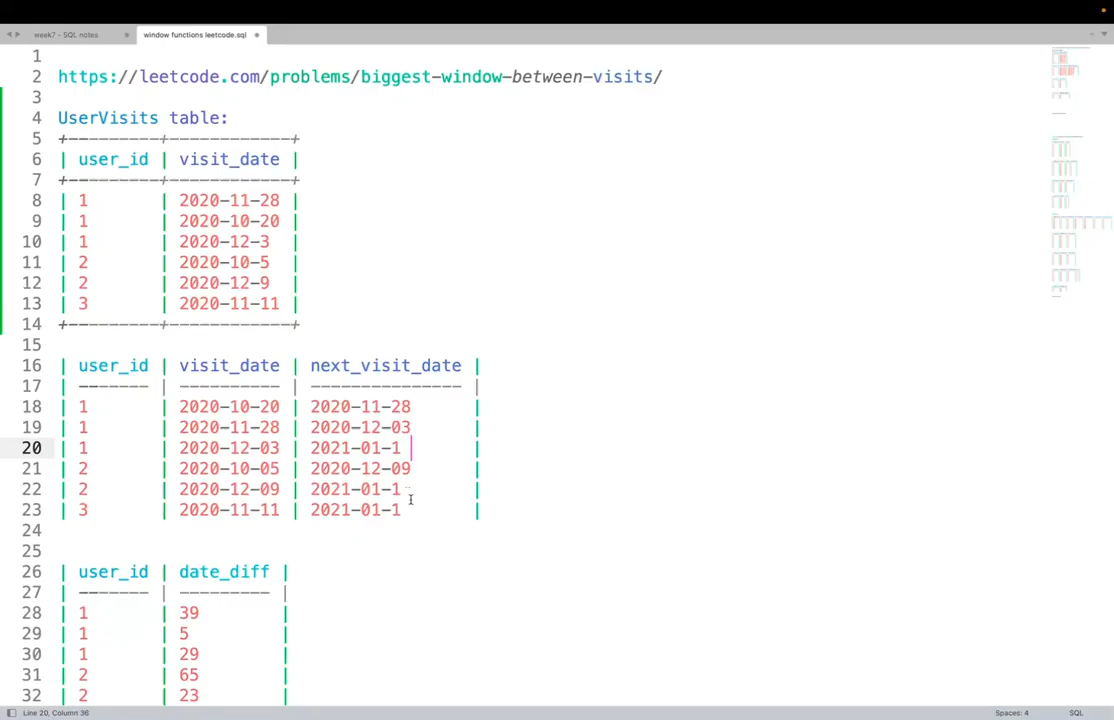 week7 - SQL notes
window functions leetcode.sql
1
2 https://leetcode.com/problems/biggest-window-between-visits/
3
4 UserVisits table:
5 +---------+------------+
6 | user_id | visit_date |
7 +---------+------------+
8 | 1 | 2020-11-28 |
9 | 1 | 2020-10-20 |
10 | 1 | 2020-12-3 |
11 | 2 | 2020-10-5 |
12 | 2 | 2020-12-9 |
13 | 3 | 2020-11-11 |
14 +---------+------------+
15
16 | user_id | visit_date | next_visit_date |
17 | ------- | ---------- | --------------- |
18 | 1 | 2020-10-20 | 2020-11-28 |
19 | 1 | 2020-11-28 | 2020-12-03 |
20 | 1 | 2020-12-03 | 2021-01-1 |
21 | 2 | 2020-10-05 | 2020-12-09 |
22 | 2 | 2020-12-09 | 2021-01-1 |
23 | 3 | 2020-11-11 | 2021-01-1 |
24
25
26 | user_id | date_diff |
27 | ------- | --------- |
28 | 1 | 39 |
29 | 1 | 5 |
30 | 1 | 29 |
31 | 2 | 65 |
32 | 2 | 23 |
Line 20, Column 36
Spaces: 4
SQL